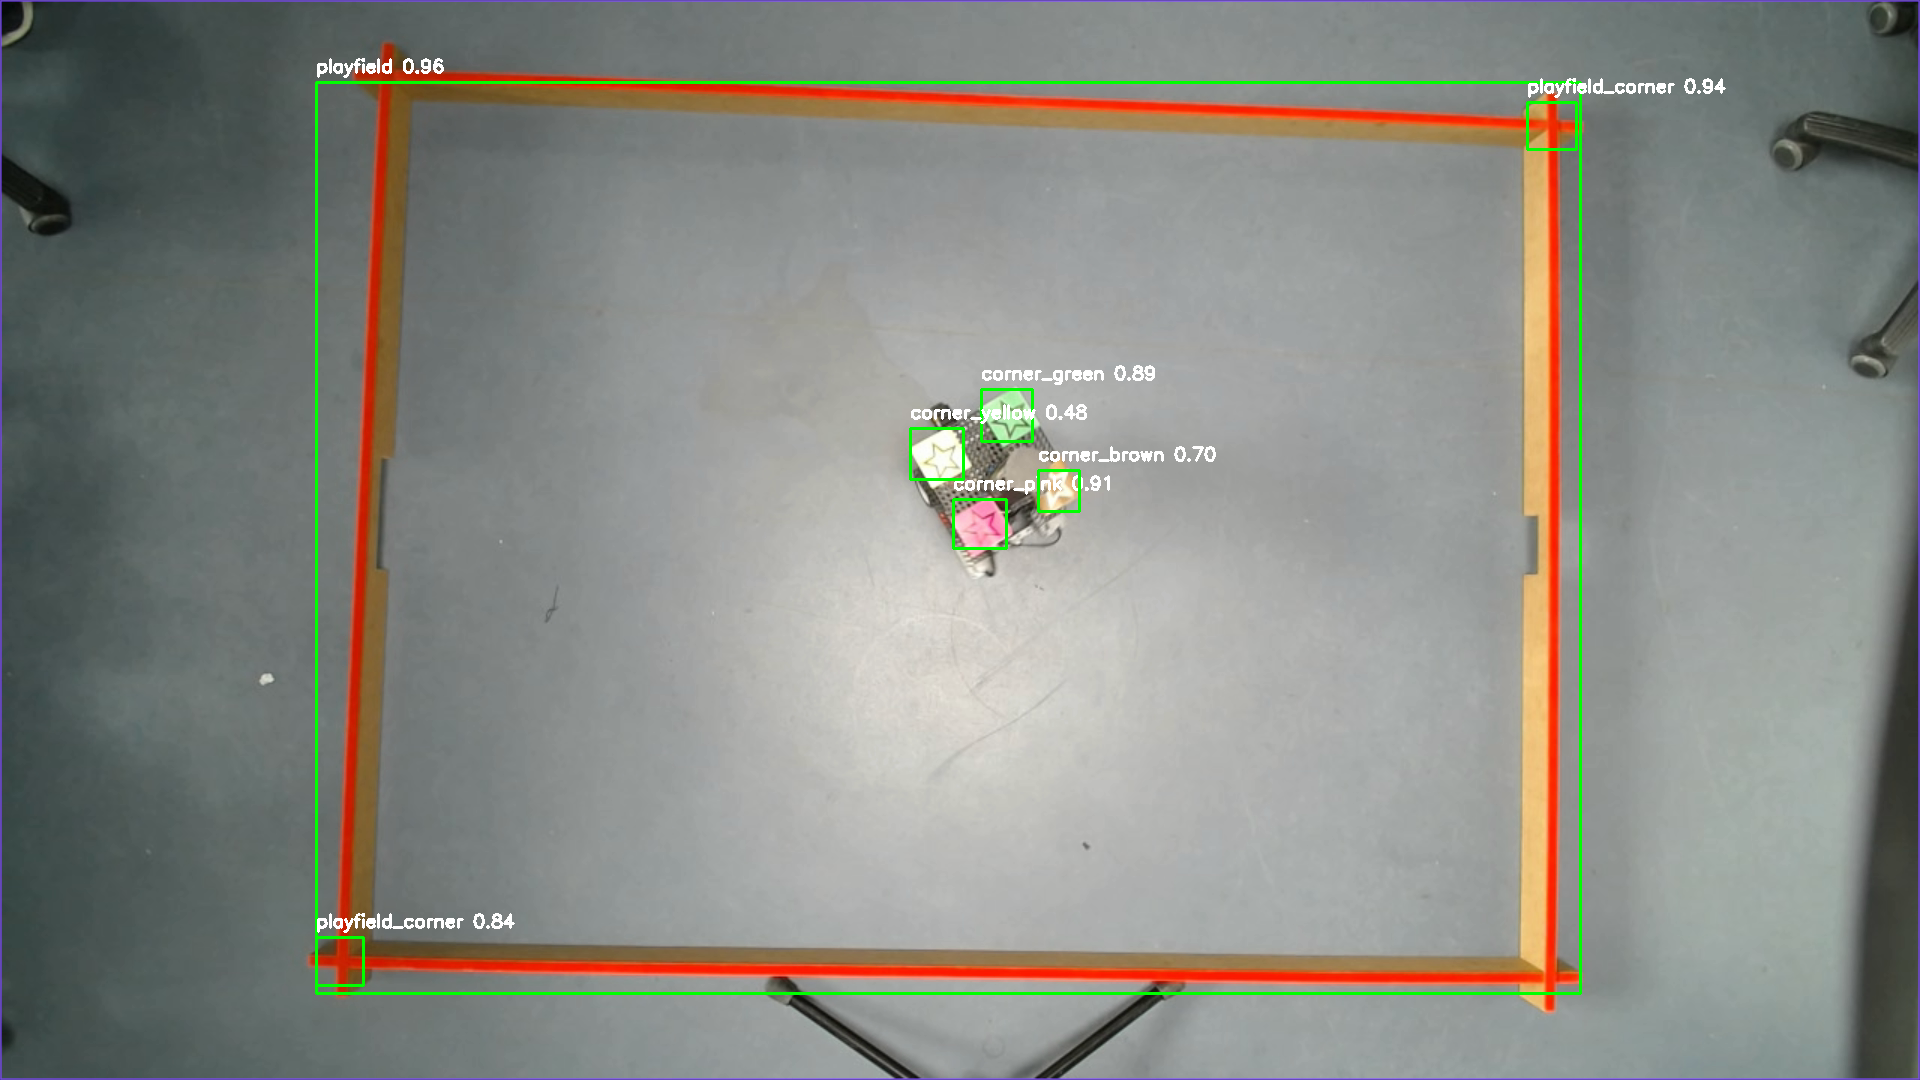 playfield 0.96
playfield_corner 0.94
corner_green 0.89
corner_yellow 0.48
corner_brown 0.70
corner_pink 0.91
playfield_corner 0.84